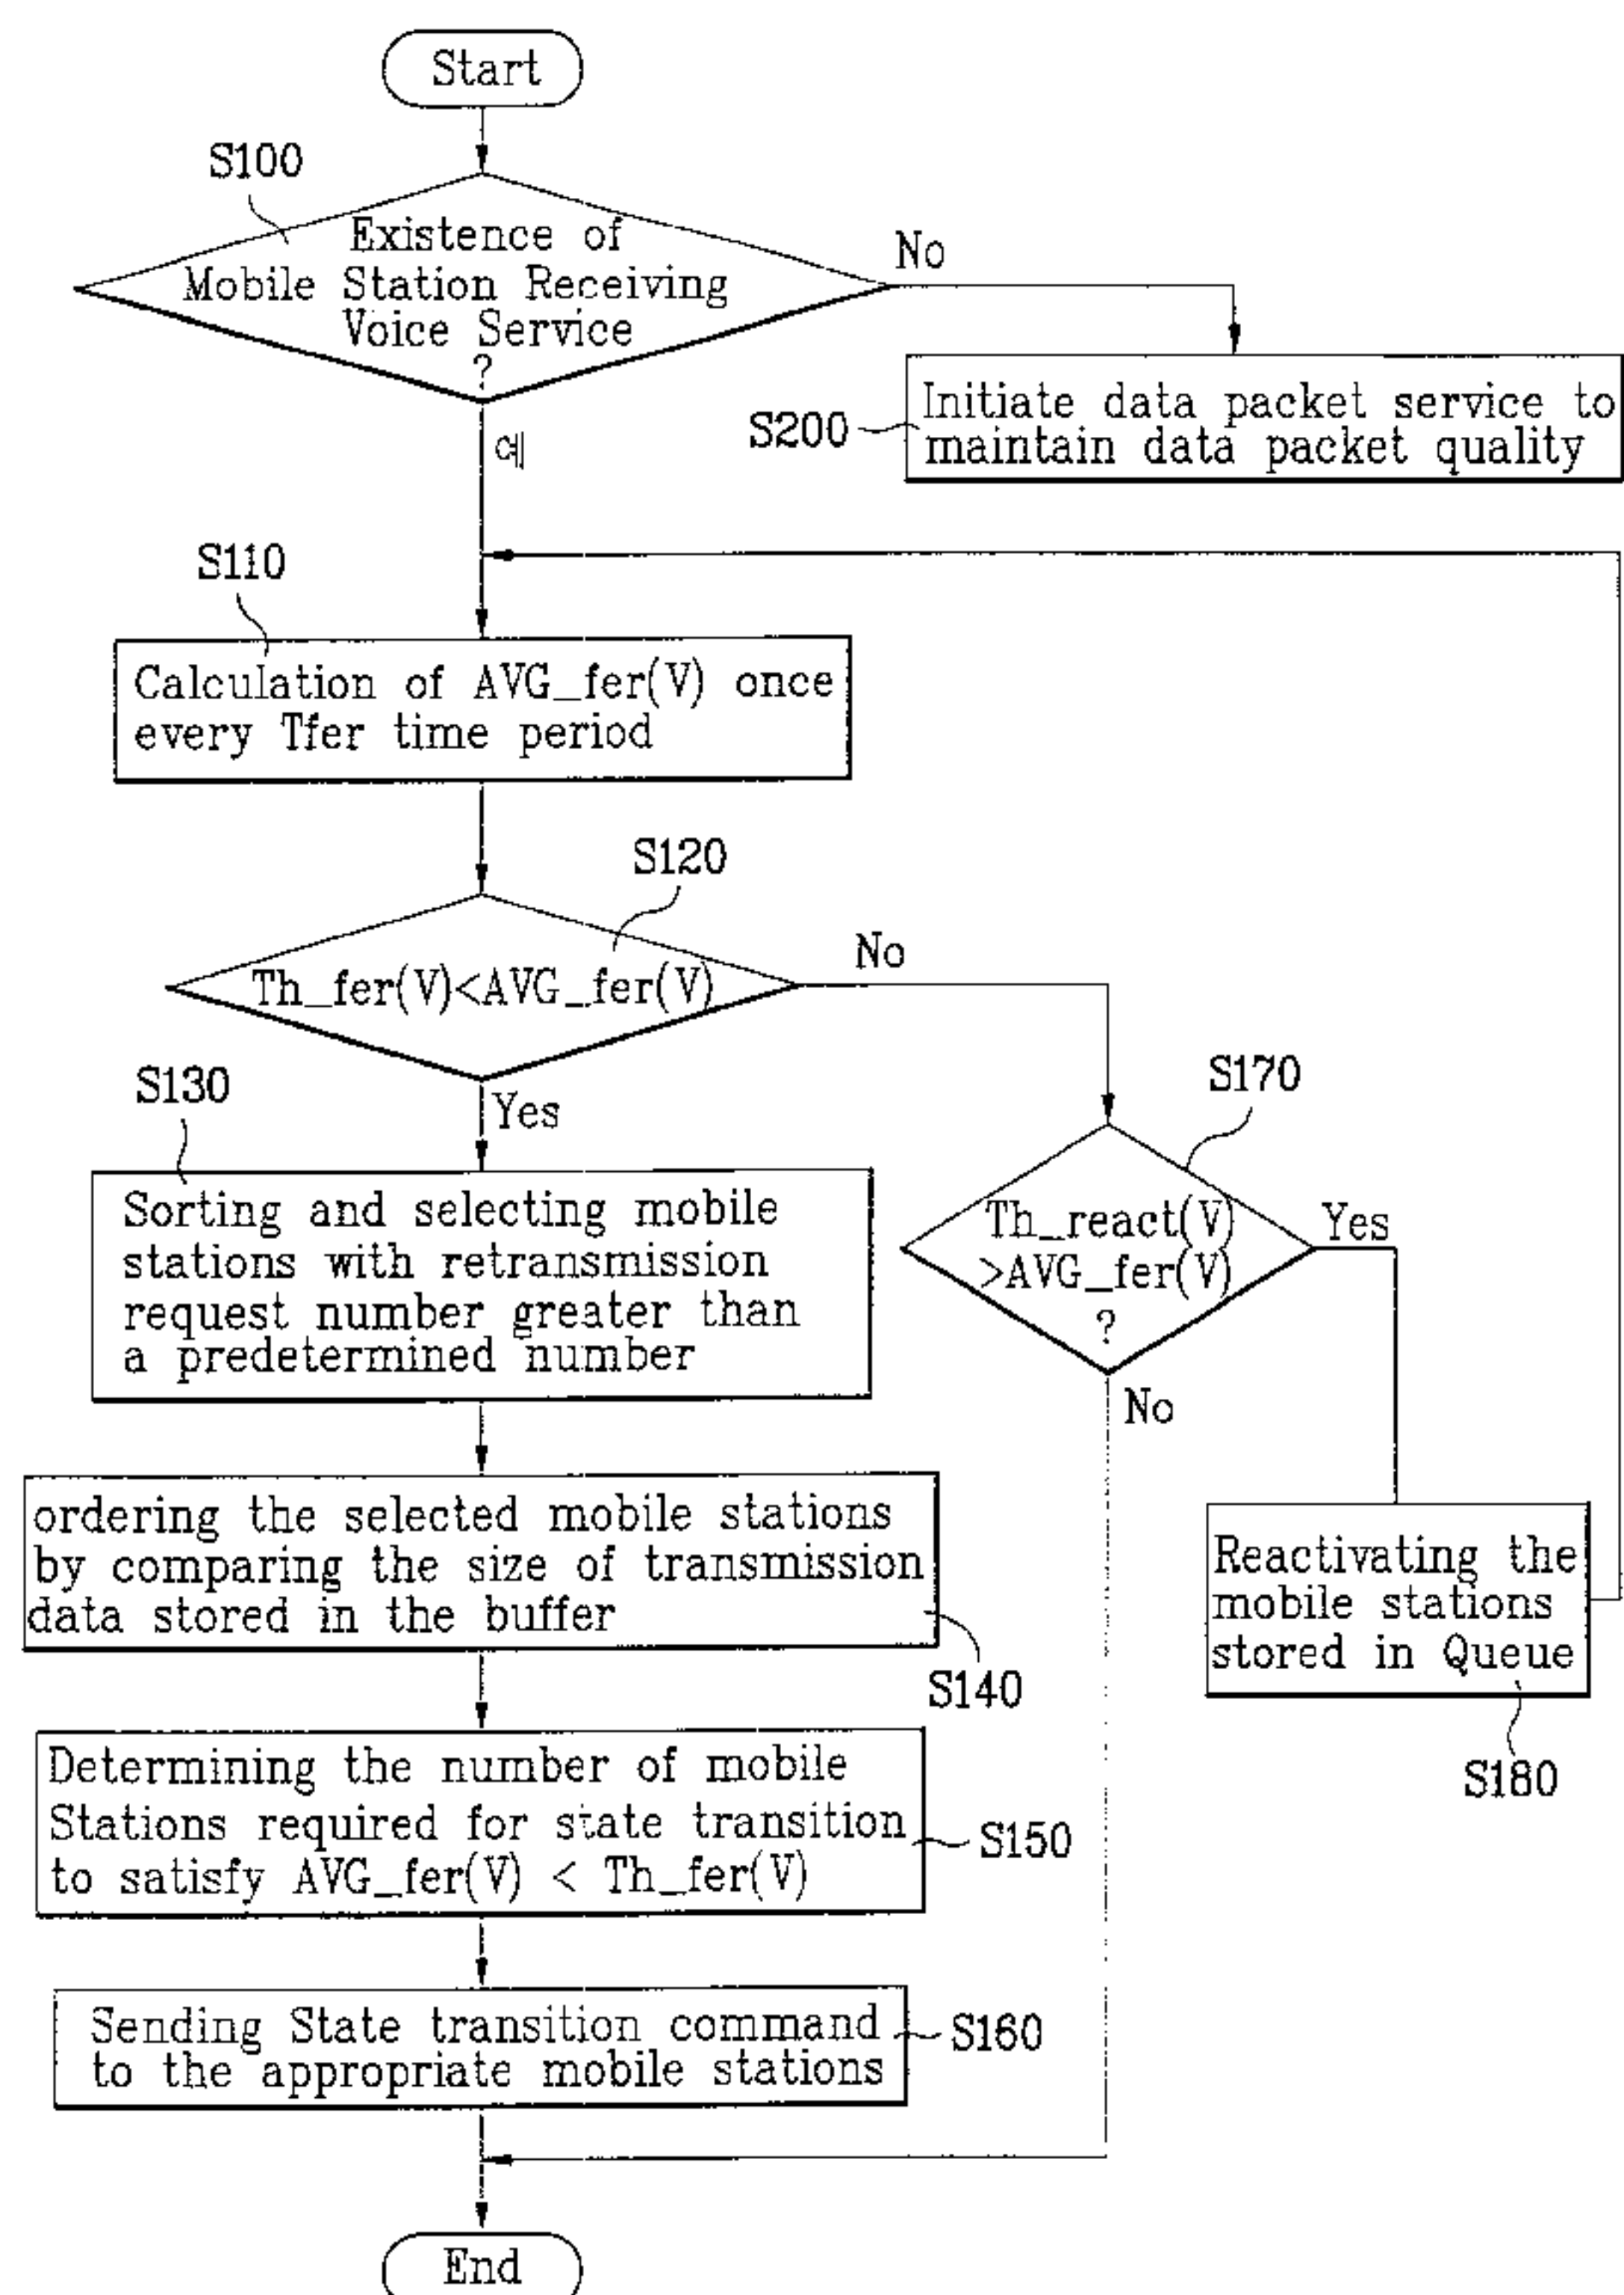 Start
S100
Existence of
Mobile Station Receiving
Voice Service
?
No
예
S200
Initiate data packet service to
maintain data packet quality
S110
Calculation of AVG_fer(V) once
every Tfer time period
S120
Th_fer(V)<AVG_fer(V)
No
Yes
S130
Sorting and selecting mobile
stations with retransmission
request number greater than
a predetermined number
S170
Th_react(V)
>AVG_fer(V)
?
Yes
No
ordering the selected mobile stations
by comparing the size of transmission
data stored in the buffer
S140
Reactivating the
mobile stations
stored in Queue
S180
Determining the number of mobile
Stations required for state transition
to satisfy AVG_fer(V) < Th_fer(V)
S150
Sending State transition command
to the appropriate mobile stations
S160
End